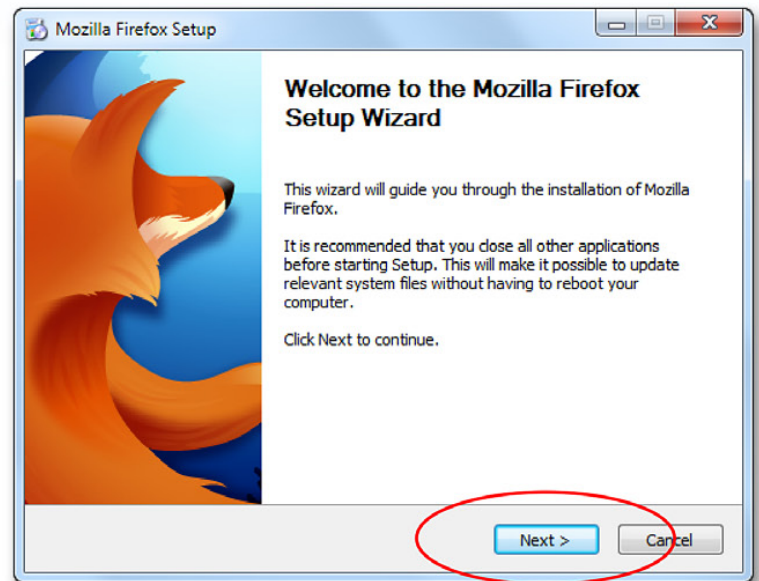 Mozilla Firefox Setup
Welcome to the Mozilla Firefox
Setup Wizard
This wizard will guide you through the installation of Mozilla
Firefox.
It is recommended that you close all other applications
before starting Setup. This will make it possible to update
relevant system files without having to reboot your
computer.
Click Next to continue.
Next >
Cancel